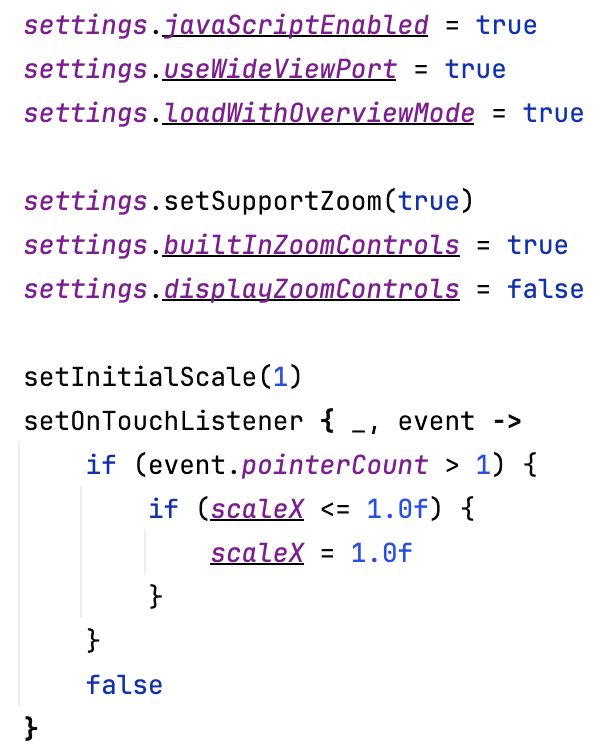 settings.javaScriptEnabled = true
settings.useWideViewPort = true
settings.loadWithOverviewMode = true
settings.setSupportZoom(true)
settings.builtInZoomControls = true
settings.displayZoomControls = false
setInitialScale(1)
setOnTouchListener { _, event ->
    if (event.pointerCount > 1) {
        if (scaleX <= 1.0f) {
            scaleX = 1.0f
        }
    }
    false
}